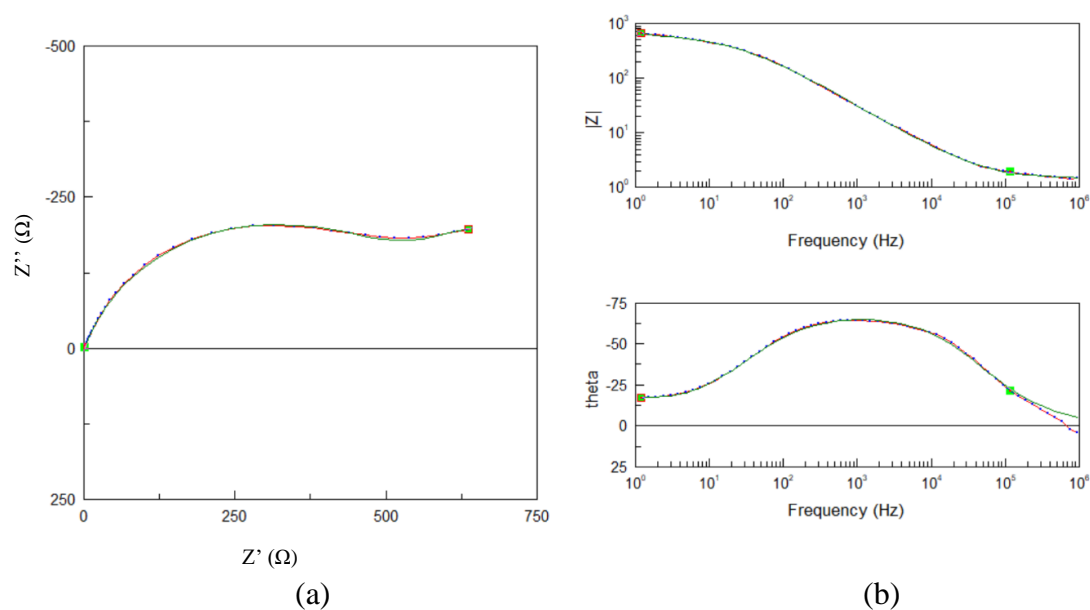 -500
-250
0
250
Z’’ (Ω)
0 250 500 750
Z’ (Ω)
(a)
10³
10²
10¹
10⁰
|Z|
10⁰ 10¹ 10² 10³ 10⁴ 10⁵ 10⁶
Frequency (Hz)
-75
-50
-25
0
25
theta
10⁰ 10¹ 10² 10³ 10⁴ 10⁵ 10⁶
Frequency (Hz)
(b)